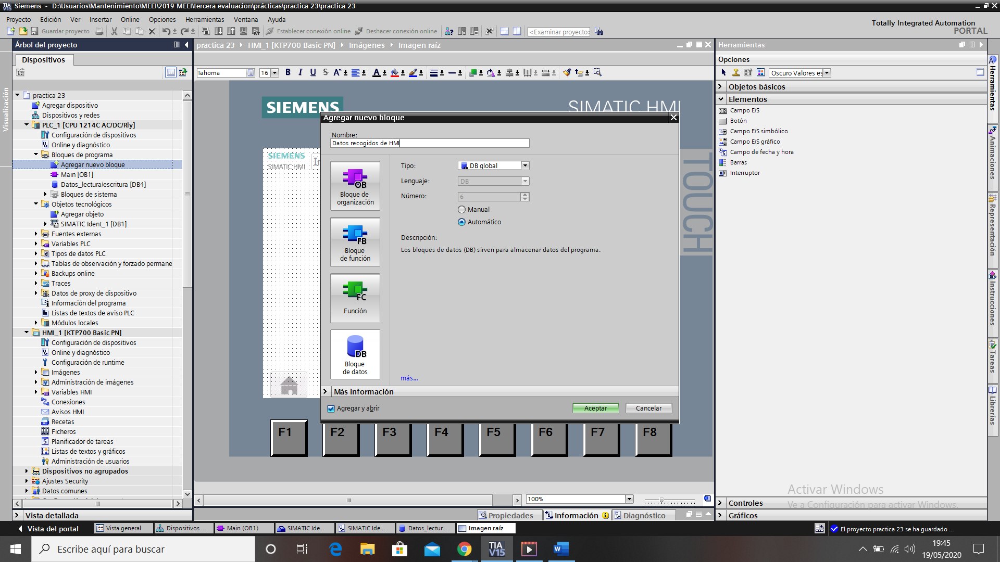 Siemens - D:\Usuarios\Mantenimiento\MEEI\2019 MEEI\tercera evaluacion\prácticas\practica 23\practica 23
Proyecto Edición Ver Insertar Online Opciones Herramientas Ventana Ayuda
Totally Integrated Automation
PORTAL
Guardar proyecto
Establecer conexión online
Deshacer conexión online
<Examinar proyecto>
Árbol del proyecto
Dispositivos
Visualización
practica 23
Agregar dispositivo
Dispositivos y redes
PLC_1 [CPU 1214C AC/DC/Rly]
Configuración de dispositivos
Online y diagnóstico
Bloques de programa
Agregar nuevo bloque
Main [OB1]
Datos_lectura/escritura [DB4]
Bloques de sistema
Objetos tecnológicos
Agregar objeto
SIMATIC Ident_1 [DB1]
Fuentes externas
Variables PLC
Tipos de datos PLC
Tablas de observación y forzado permane
Backups online
Traces
Datos de proxy de dispositivo
Información del programa
Listas de textos de aviso PLC
Módulos locales
HMI_1 [KTP700 Basic PN]
Configuración de dispositivos
Online y diagnóstico
Configuración de runtime
Imágenes
Administración de imágenes
Variables HMI
Conexiones
Avisos HMI
Recetas
Ficheros
Planificador de tareas
Listas de textos y gráficos
Administración de usuarios
Dispositivos no agrupados
Ajustes Security
Datos comunes
Vista detallada
practica 23 HMI_1 [KTP700 Basic PN] Imágenes Imagen raíz
Tahoma 16 B I U S
SIEMENS
SIMATIC HMI
TOUCH
SIEMENS
SIMATIC HMI
Agregar nuevo bloque
Nombre:
Datos recogidos de HMI
OB
Bloque de
organización
FB
Bloque
de función
FC
Función
DB
Bloque
de datos
Tipo: DB global
Lenguaje: DB
Número: 6
Manual
Automático
Descripción:
Los bloques de datos (DB) sirven para almacenar datos del programa.
más...
Más información
Agregar y abrir
Aceptar
Cancelar
F1 F2 F3 F4 F5 F6 F7 F8
100%
Propiedades Información Diagnóstico
Herramientas
Opciones
Oscuro Valores es
Objetos básicos
Elementos
Campo E/S
Botón
Campo E/S simbólico
Campo E/S gráfico
Campo de fecha y hora
Barras
Interruptor
Activar Windows
Ve a Configuración para activar Windows.
Controles
Gráficos
Herramientas
Animaciones
Representación
Instrucciones
Tareas
Librerías
Vista del portal
Vista general
Dispositivos ...
Main (OB1)
SIMATIC Ide...
SIMATIC Ide...
Datos_lectur...
Imagen raíz
El proyecto practica 23 se ha guardado ...
Escribe aquí para buscar
TIA
V15
19:45
19/05/2020